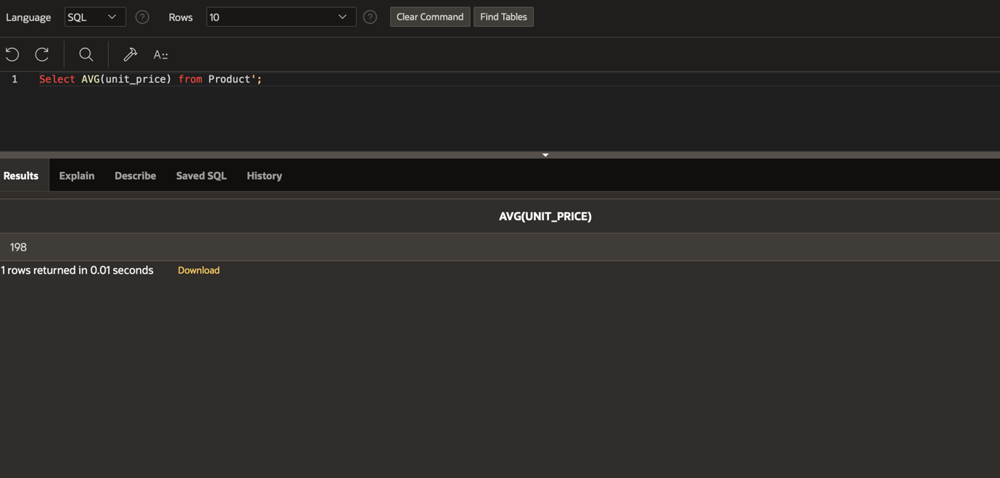 Language SQL ? Rows 10 ? Clear Command Find Tables
A::
1 Select AVG(unit_price) from Product';
Results Explain Describe Saved SQL History
AVG(UNIT_PRICE)
198
1 rows returned in 0.01 seconds Download